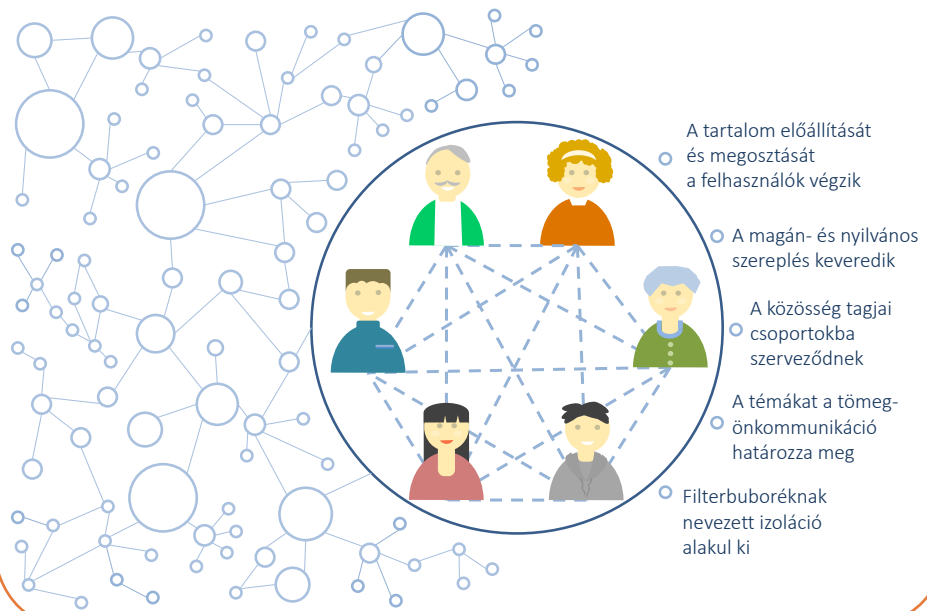 A tartalom előállítását
és megosztását
a felhasználók végzik
A magán- és nyilvános
szereplés keveredik
A közösség tagjai
csoportokba
szerveződnek
A témákat a tömeg-
önkommunikáció
határozza meg
Filterbuboréknak
nevezett izoláció
alakul ki